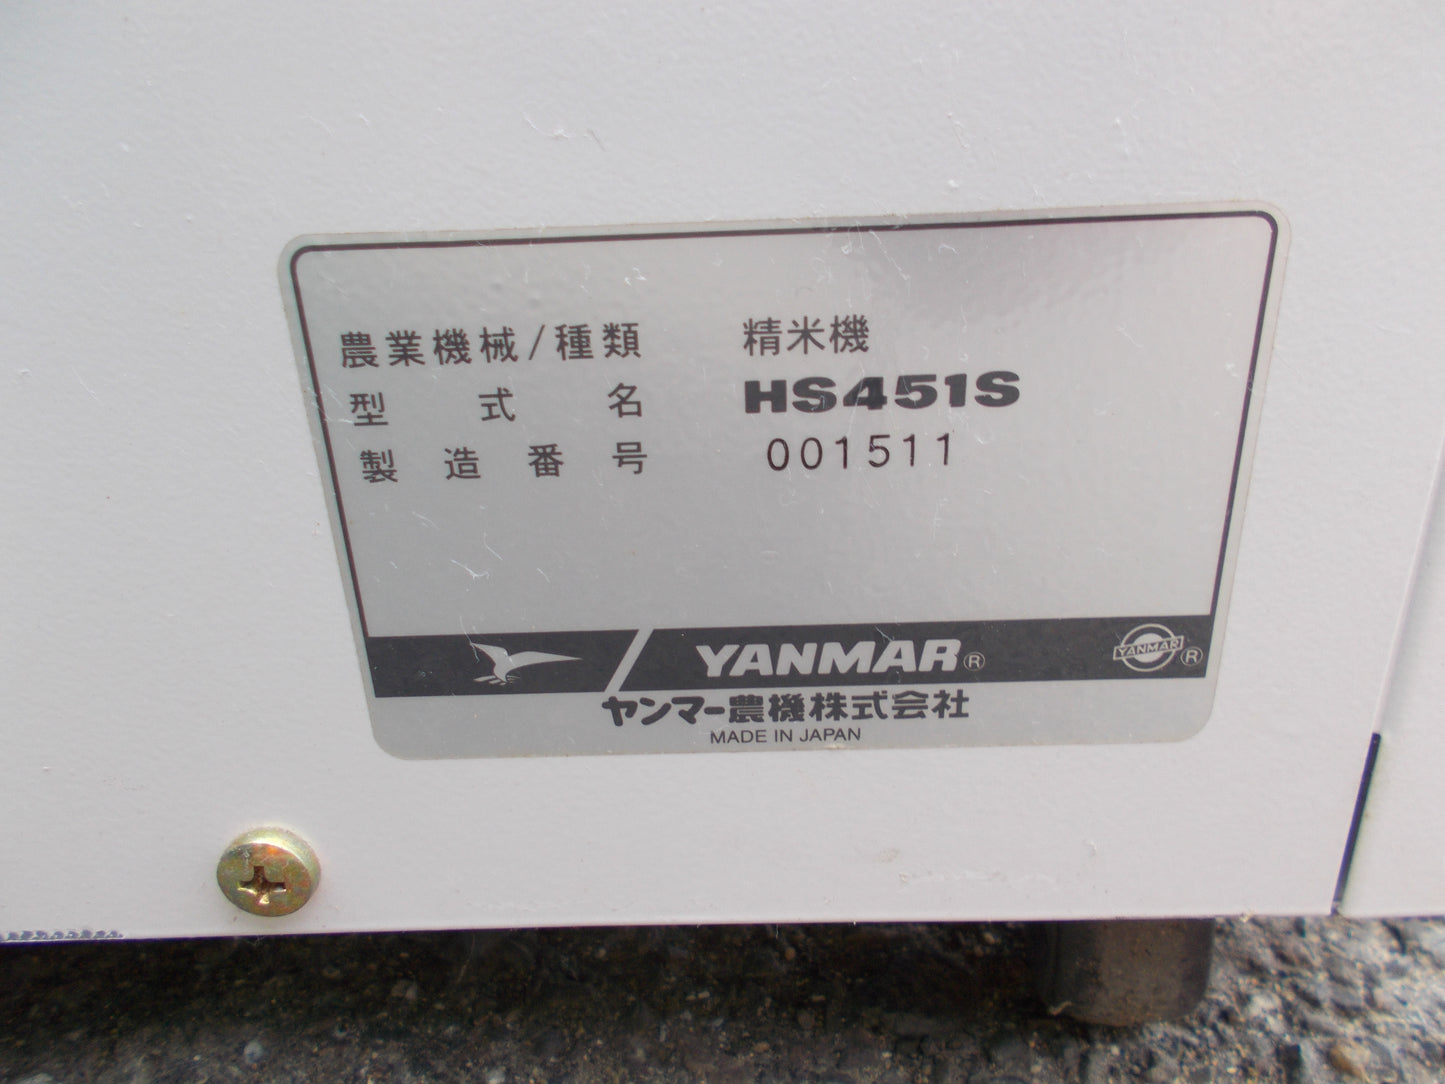 農業機械/種類 精米機
型式名 HS451S
製造番号 001511
YANMAR® YANMAR®
ヤンマー農機株式会社
MADE IN JAPAN